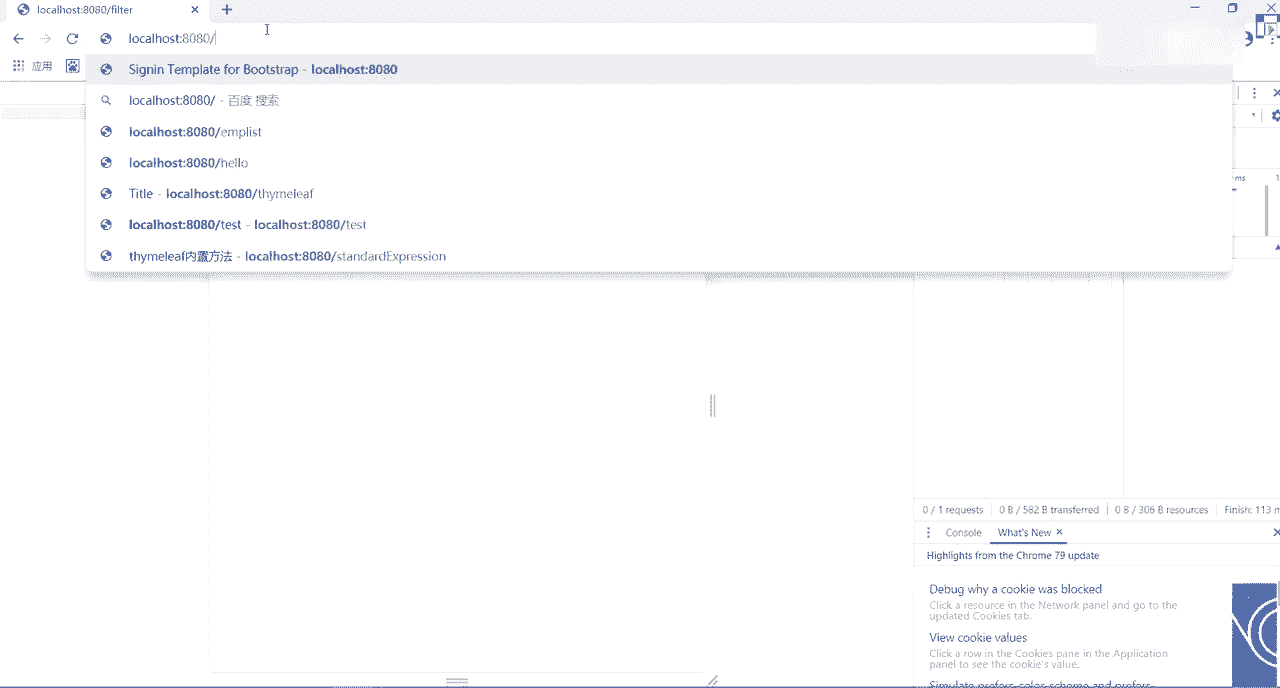 localhost:8080/filter
localhost:8080/
应用
Signin Template for Bootstrap - localhost:8080
localhost:8080/ - 百度 搜索
localhost:8080/emplist
localhost:8080/hello
Title - localhost:8080/thymeleaf
localhost:8080/test - localhost:8080/test
thymeleaf内置方法 - localhost:8080/standardExpression
ms
0 / 1 requests
0 B / 582 B transferred
0 B / 306 B resources
Finish: 113 m
Console
What's New
Highlights from the Chrome 79 update
Debug why a cookie was blocked
Click a resource in the Network panel and go to the
updated Cookies tab.
View cookie values
Click a row in the Cookies pane in the Application
panel to see the cookie's value.
Simulate prefers-color-scheme and prefers-